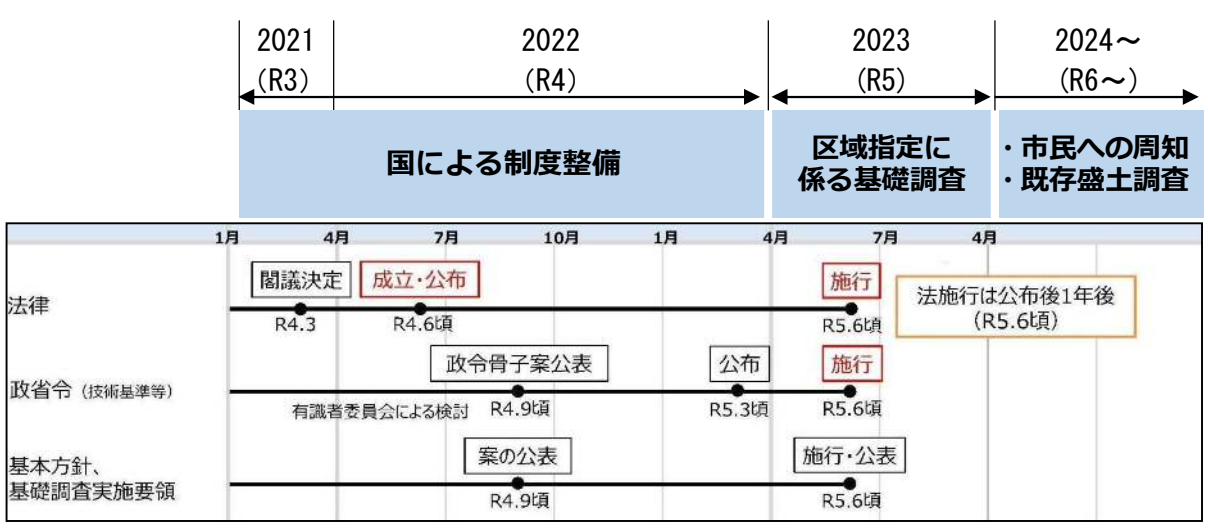 2021
(R3)
2022
(R4)
2023
(R5)
2024～
(R6～)
国による制度整備
区域指定に
係る基礎調査
・市民への周知
・既存盛土調査
1月 4月 7月 10月 1月 4月 7月 4月
法律
閣議決定
R4.3
成立・公布
R4.6頃
施行
R5.6頃
法施行は公布後1年後
(R5.6頃)
政省令（技術基準等）
有識者委員会による検討
政令骨子案公表
R4.9頃
公布
R5.3頃
施行
R5.6頃
基本方針、
基礎調査実施要領
案の公表
R4.9頃
施行・公表
R5.6頃